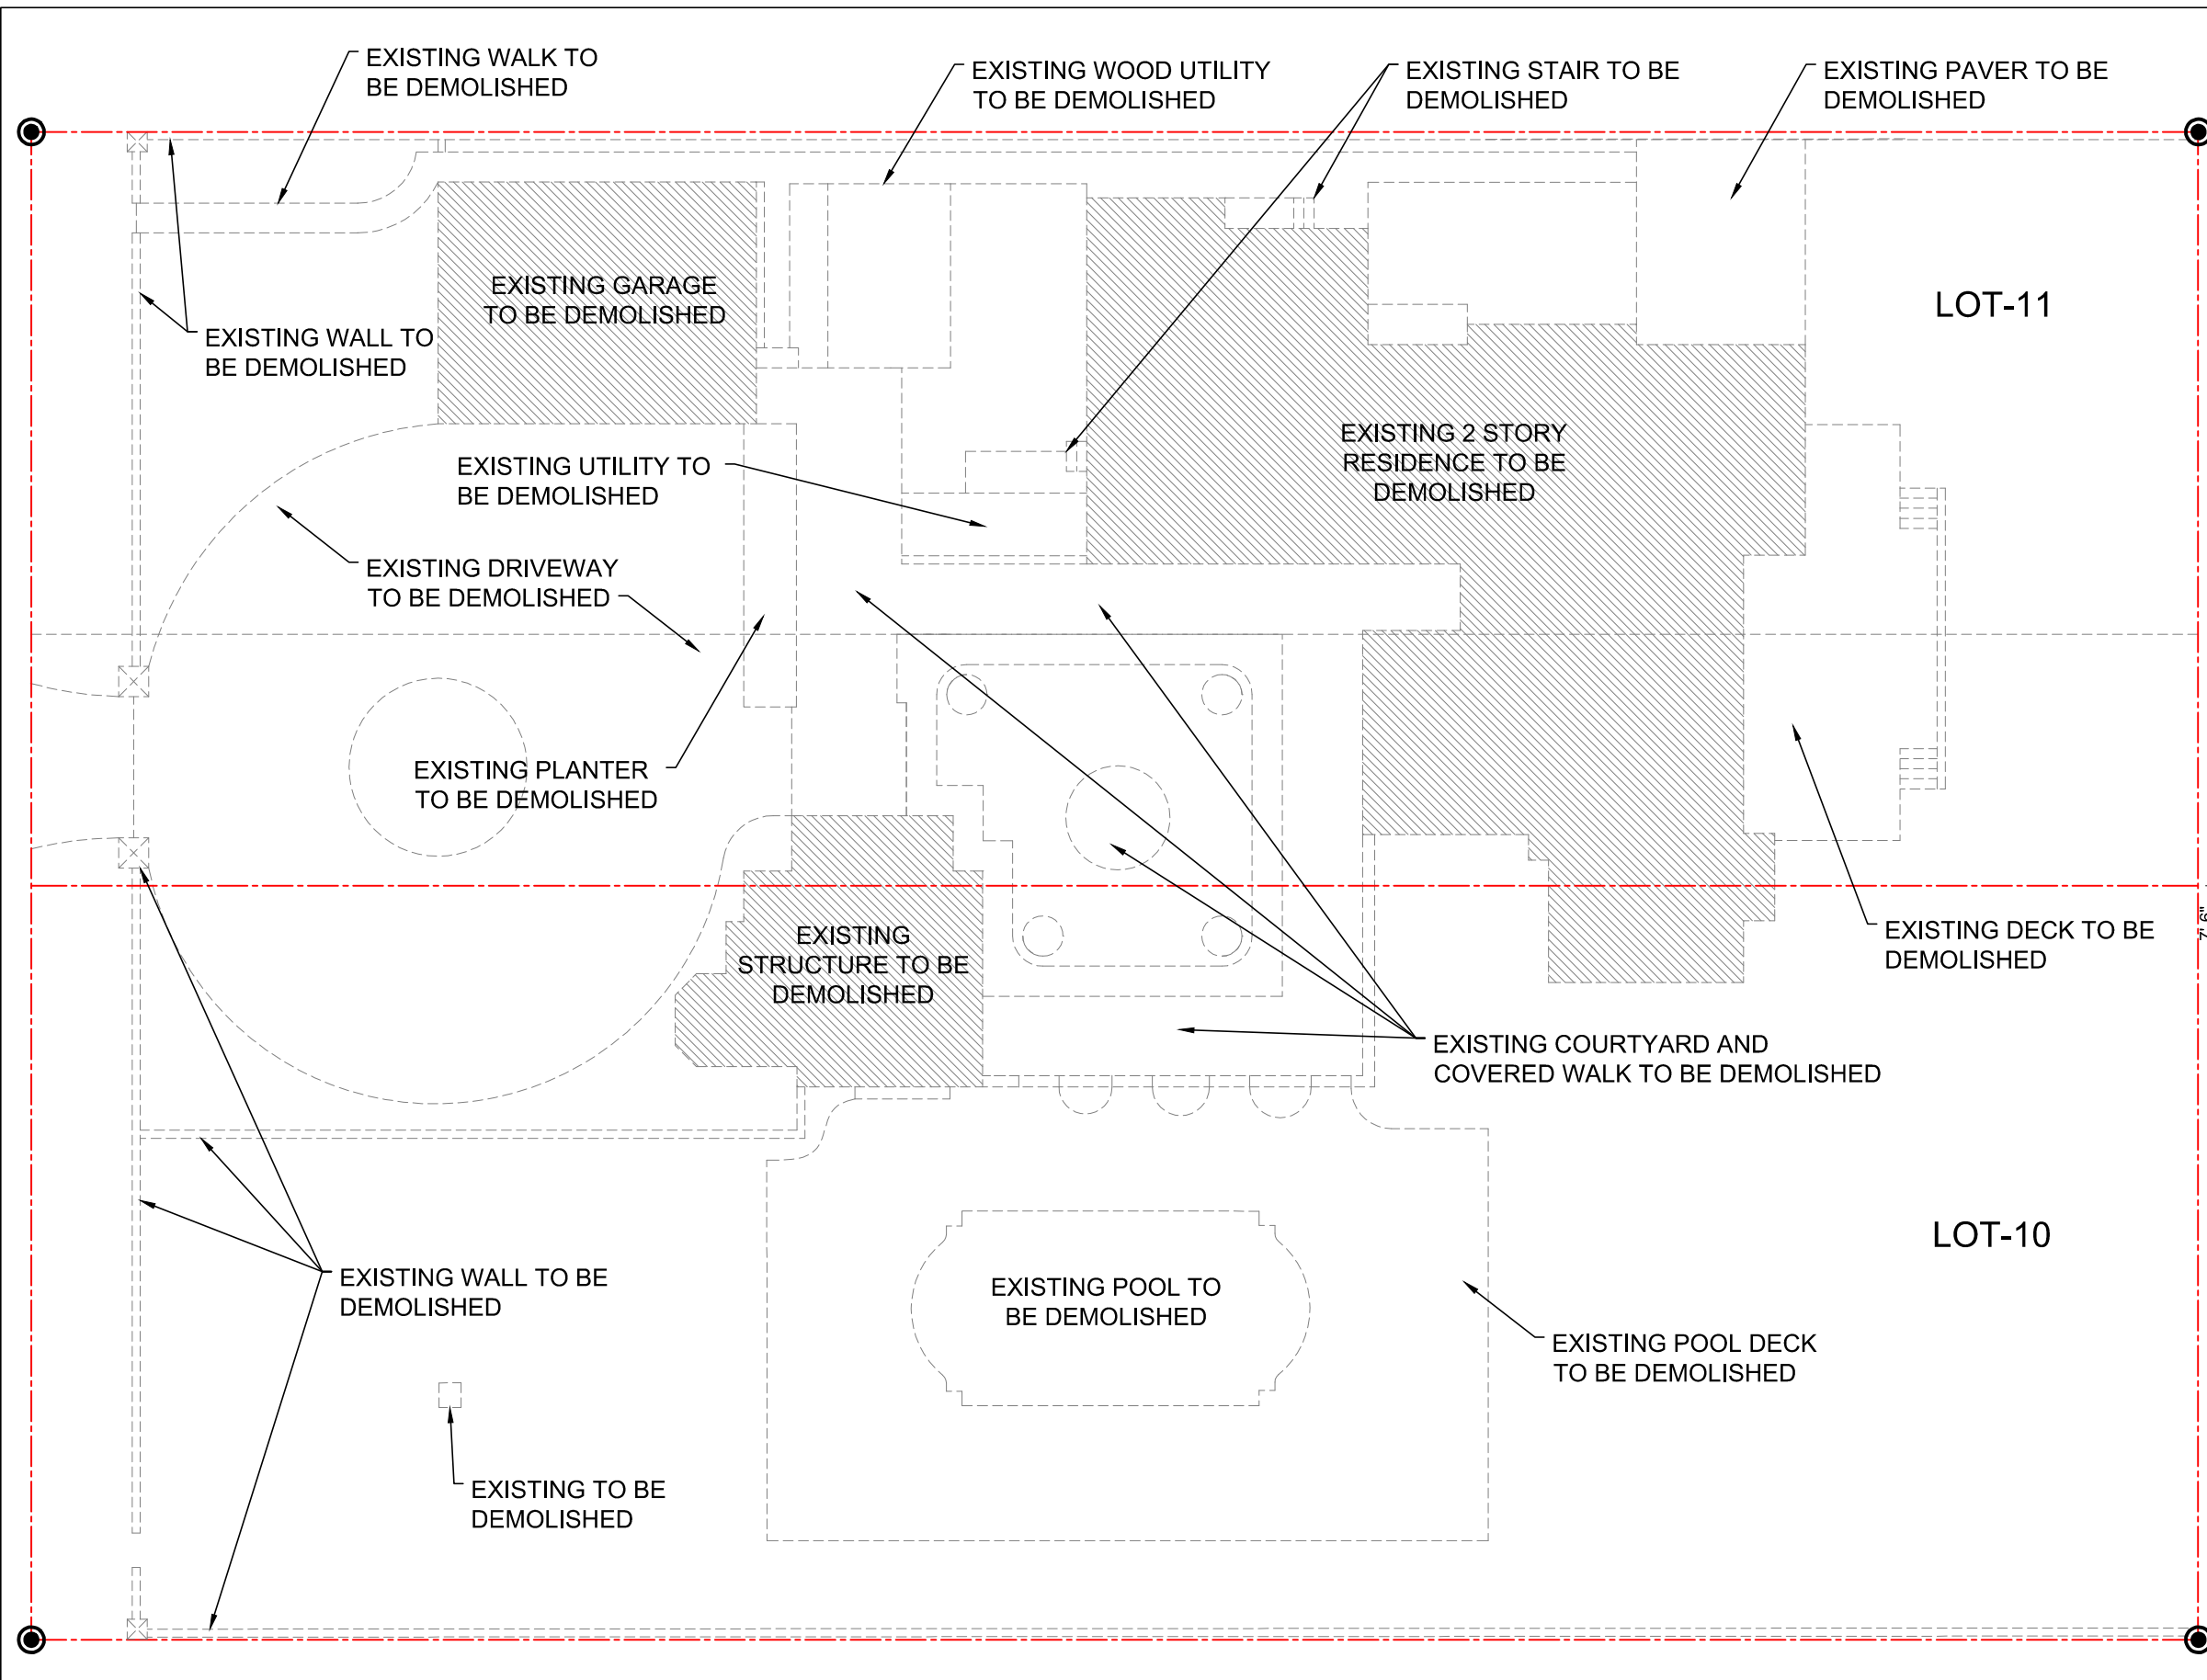 EXISTING WALK TO
BE DEMOLISHED
EXISTING WOOD UTILITY
TO BE DEMOLISHED
EXISTING STAIR TO BE
DEMOLISHED
EXISTING PAVER TO BE
DEMOLISHED
EXISTING GARAGE
TO BE DEMOLISHED
LOT-11
EXISTING WALL TO
BE DEMOLISHED
EXISTING 2 STORY
RESIDENCE TO BE
DEMOLISHED
EXISTING UTILITY TO
BE DEMOLISHED
EXISTING DRIVEWAY
TO BE DEMOLISHED
EXISTING PLANTER
TO BE DEMOLISHED
EXISTING
STRUCTURE TO BE
DEMOLISHED
EXISTING DECK TO BE
DEMOLISHED
7'6"
EXISTING COURTYARD AND
COVERED WALK TO BE DEMOLISHED
LOT-10
EXISTING WALL TO BE
DEMOLISHED
EXISTING POOL TO
BE DEMOLISHED
EXISTING POOL DECK
TO BE DEMOLISHED
EXISTING TO BE
DEMOLISHED